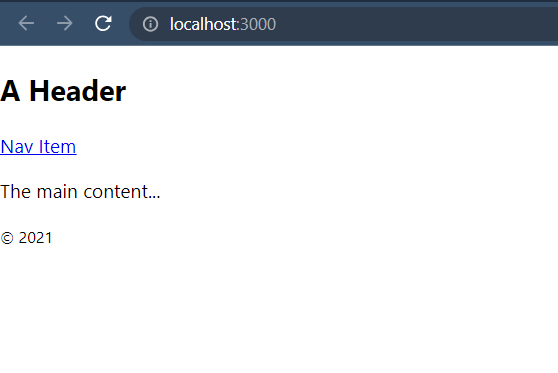 localhost:3000
A Header
Nav Item
The main content...
© 2021